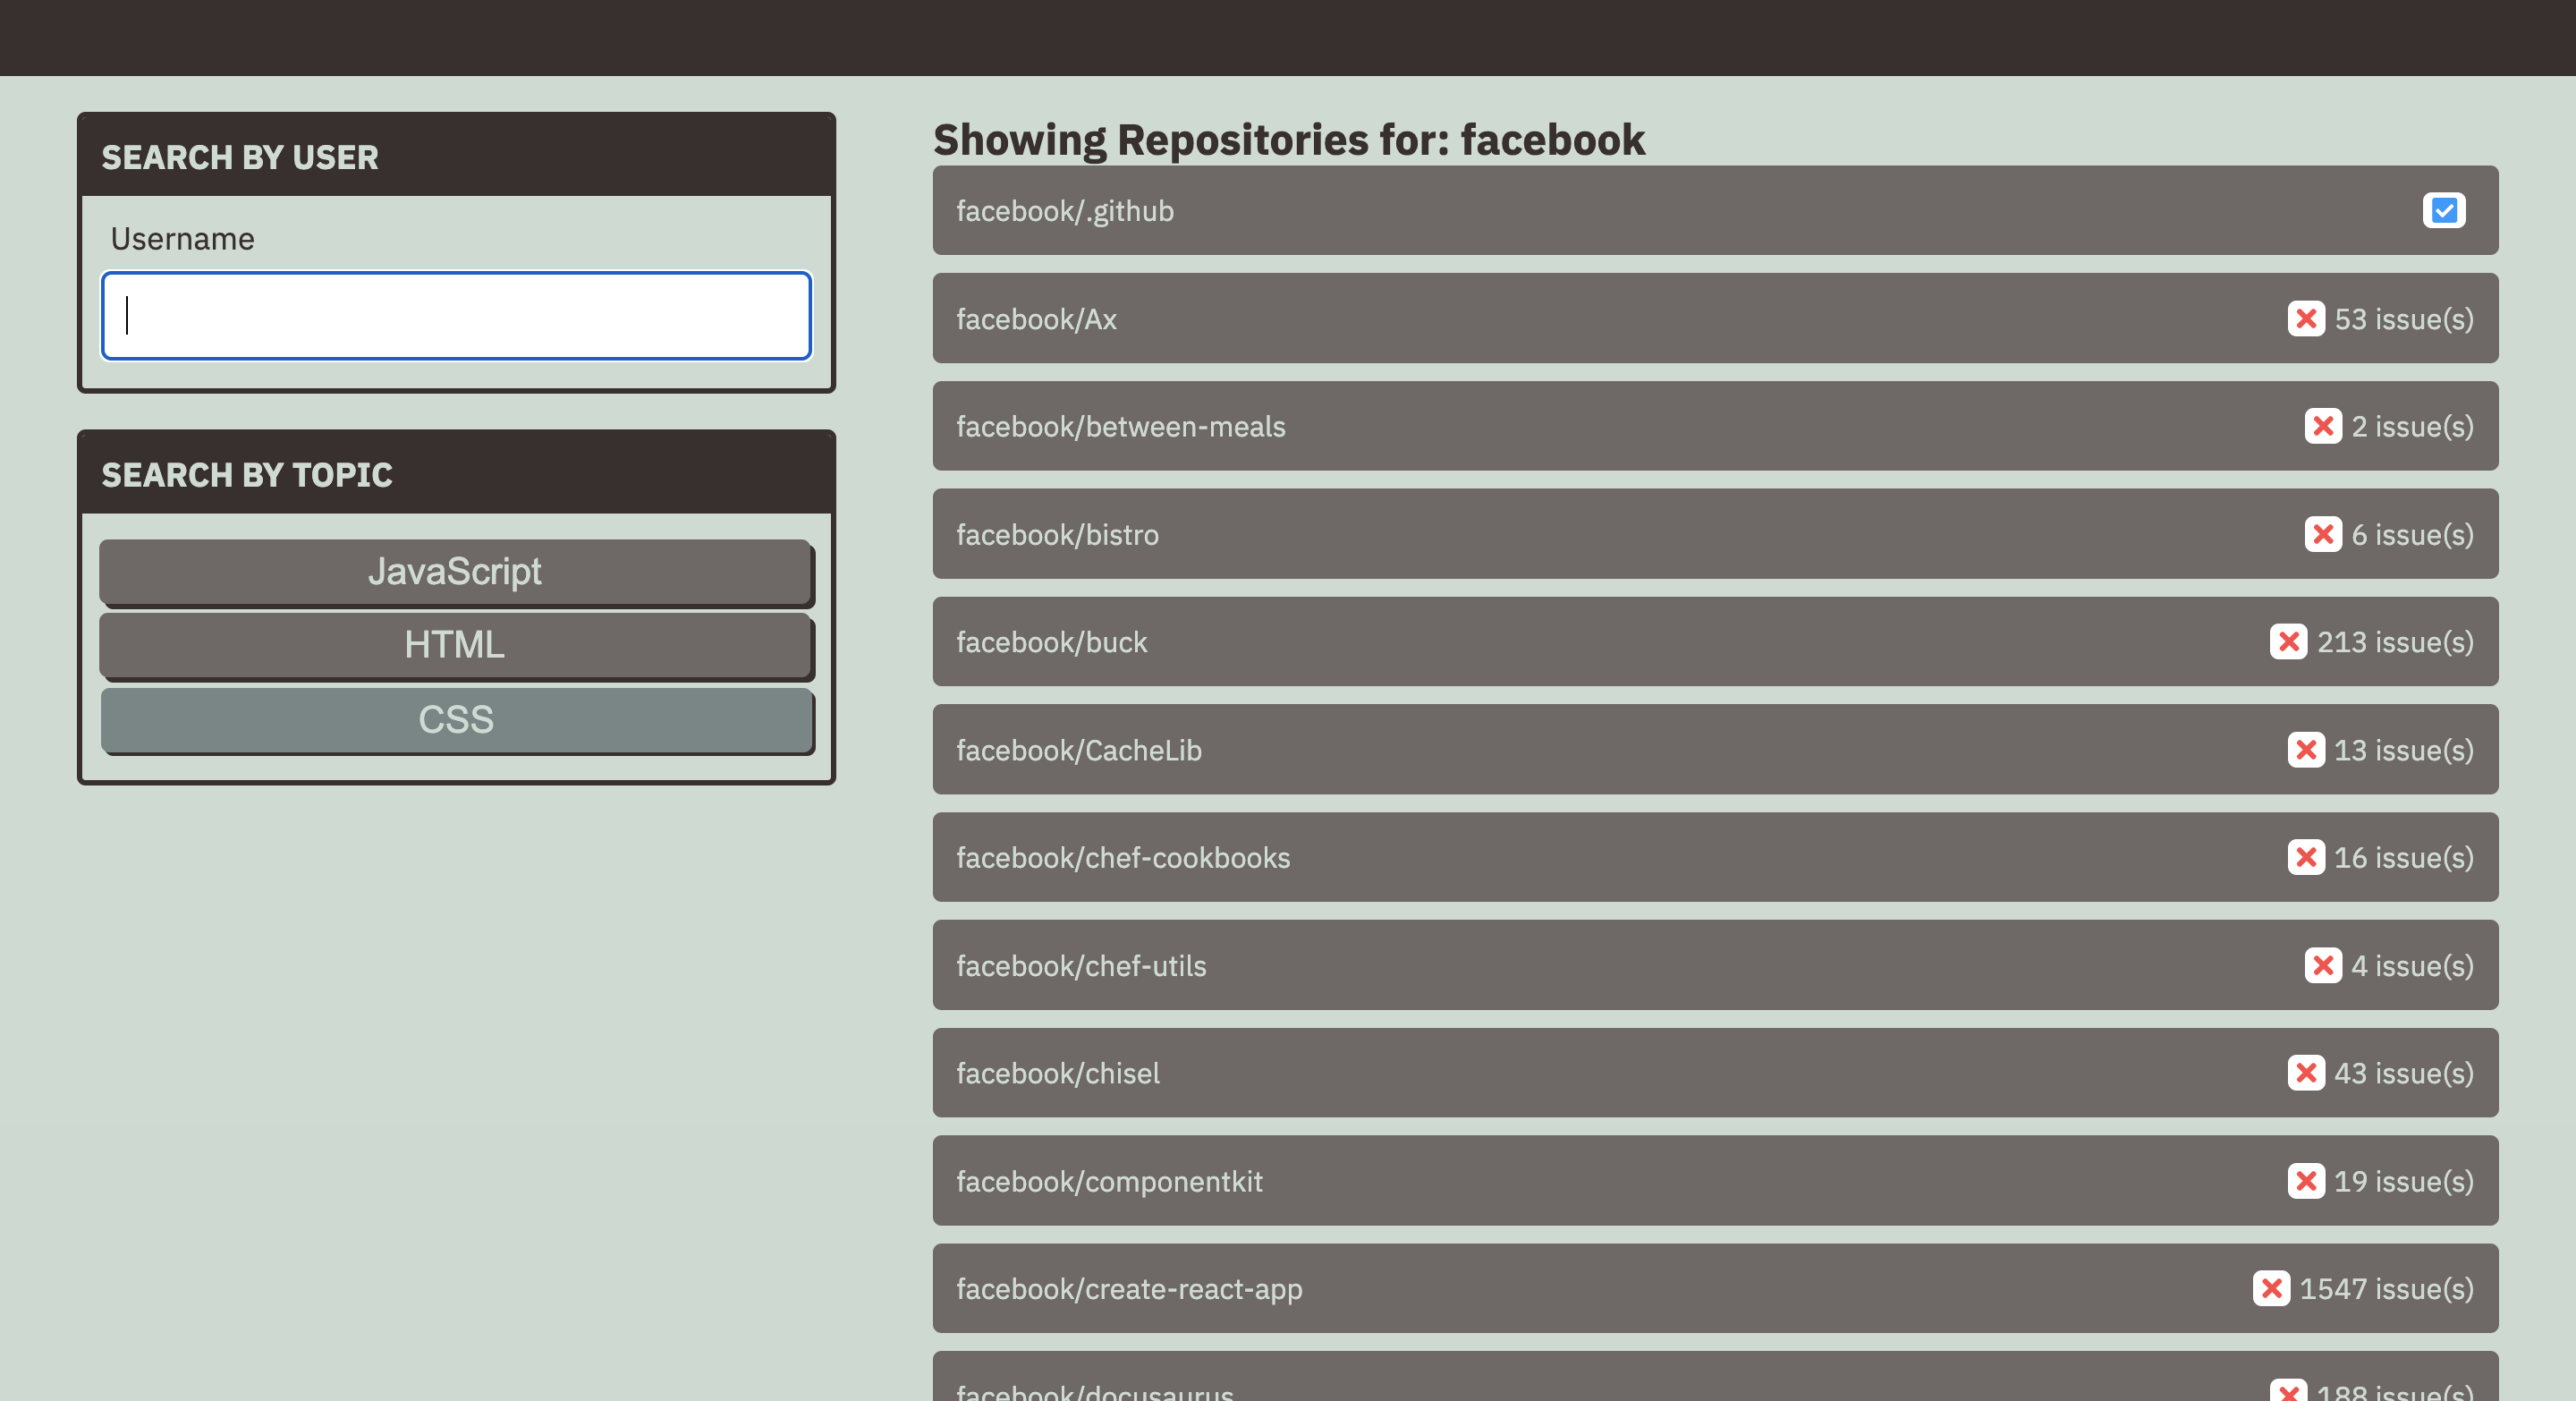 SEARCH BY USER
Username
SEARCH BY TOPIC
JavaScript
HTML
CSS
Showing Repositories for: facebook
facebook/.github
facebook/Ax 53 issue(s)
facebook/between-meals 2 issue(s)
facebook/bistro 6 issue(s)
facebook/buck 213 issue(s)
facebook/CacheLib 13 issue(s)
facebook/chef-cookbooks 16 issue(s)
facebook/chef-utils 4 issue(s)
facebook/chisel 43 issue(s)
facebook/componentkit 19 issue(s)
facebook/create-react-app 1547 issue(s)
facebook/docusaurus 188 issue(s)